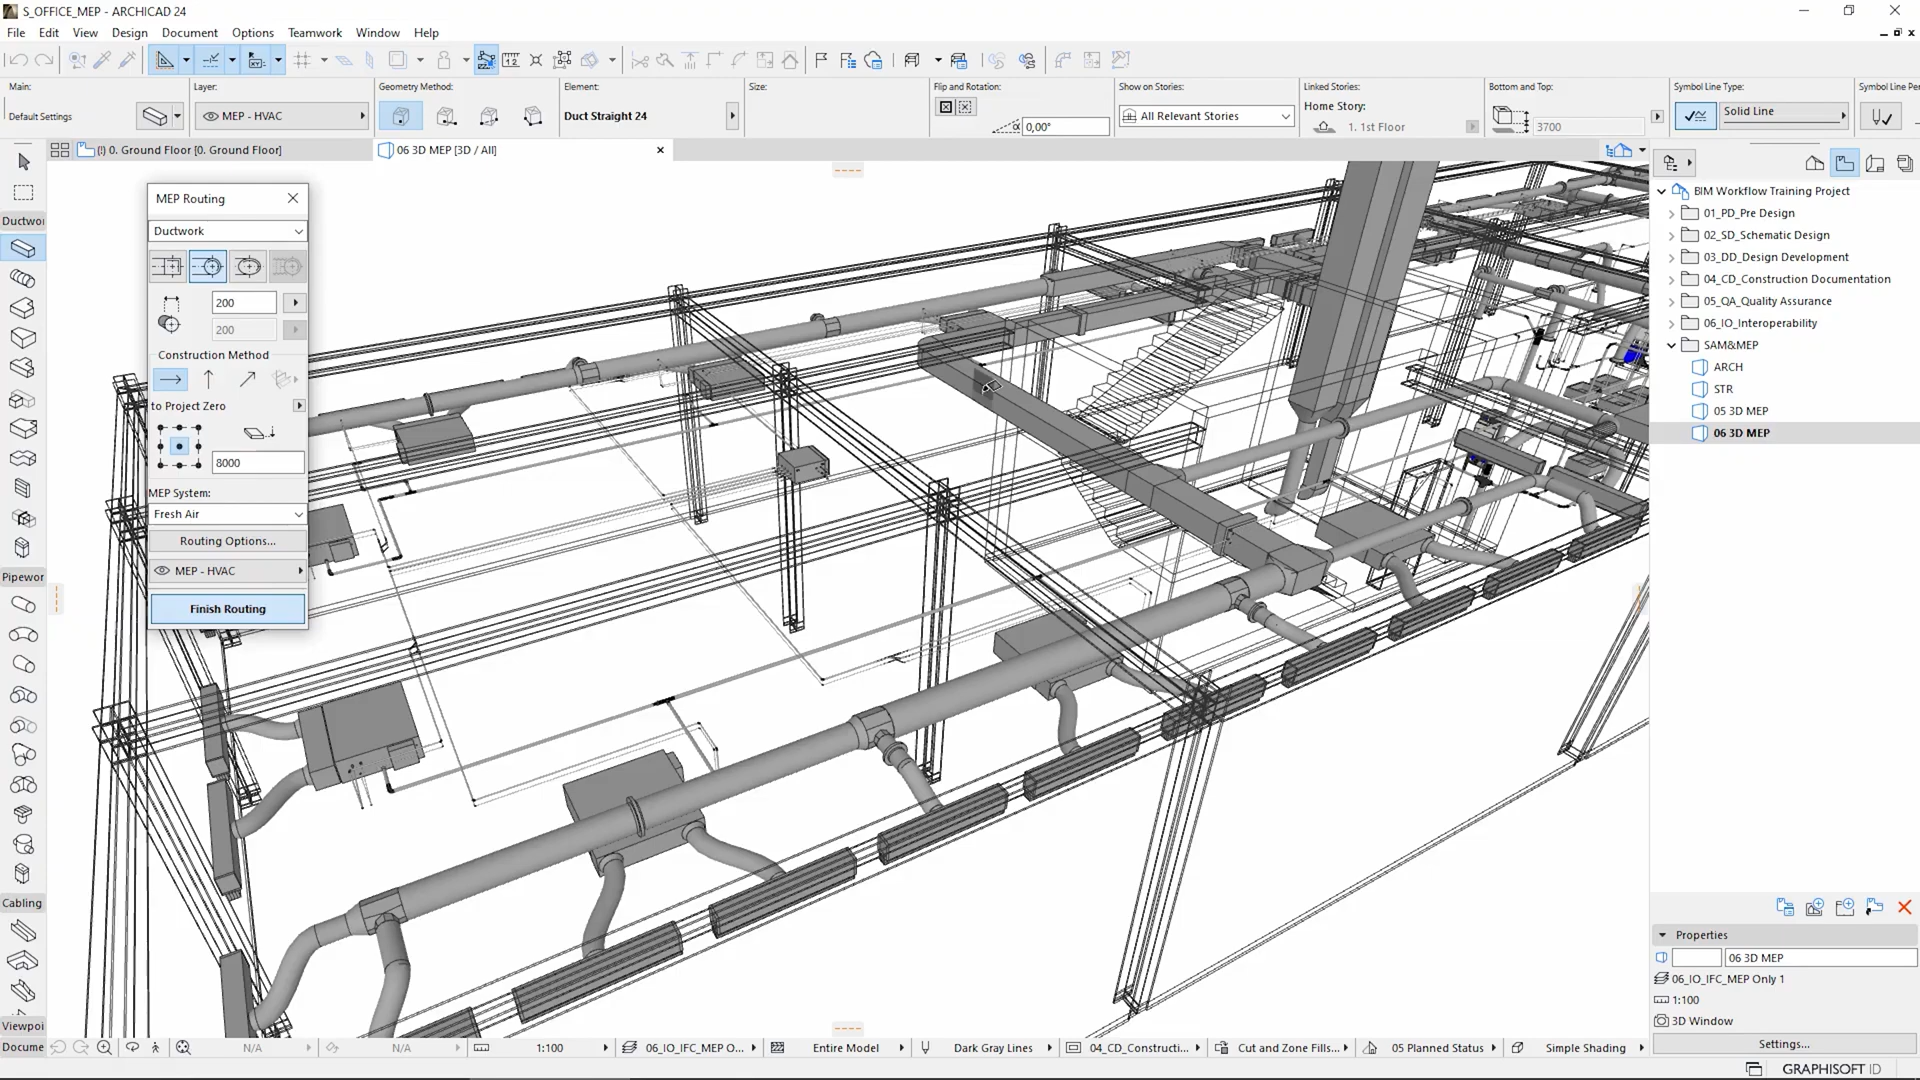 S_OFFICE_MEP - ARCHICAD 24
File Edit View Design Document Options Teamwork Window Help
Main:
Default Settings
Layer:
MEP - HVAC
Geometry Method:
Element:
Duct Straight 24
Size:
Flip and Rotation:
α 0,00°
Show on Stories:
All Relevant Stories
Linked Stories:
Home Story:
1. 1st Floor
Bottom and Top:
3700
Symbol Line Type:
Solid Line
Symbol Line Pe
(!) 0. Ground Floor [0. Ground Floor]
06 3D MEP [3D / All]
Ductwo
Pipewor
Cabling
Viewpoi
Docume
MEP Routing
Ductwork
200
200
Construction Method
to Project Zero
8000
MEP System:
Fresh Air
Routing Options...
MEP - HVAC
Finish Routing
BIM Workflow Training Project
01_PD_Pre Design
02_SD_Schematic Design
03_DD_Design Development
04_CD_Construction Documentation
05_QA_Quality Assurance
06_IO_Interoperability
SAM&MEP
ARCH
STR
05 3D MEP
06 3D MEP
Properties
06 3D MEP
06_IO_IFC_MEP Only 1
1:100
3D Window
Settings...
N/A
N/A
1:100
06_IO_IFC_MEP O...
Entire Model
Dark Gray Lines
04_CD_Constructi...
Cut and Zone Fills...
05 Planned Status
Simple Shading
GRAPHISOFT ID